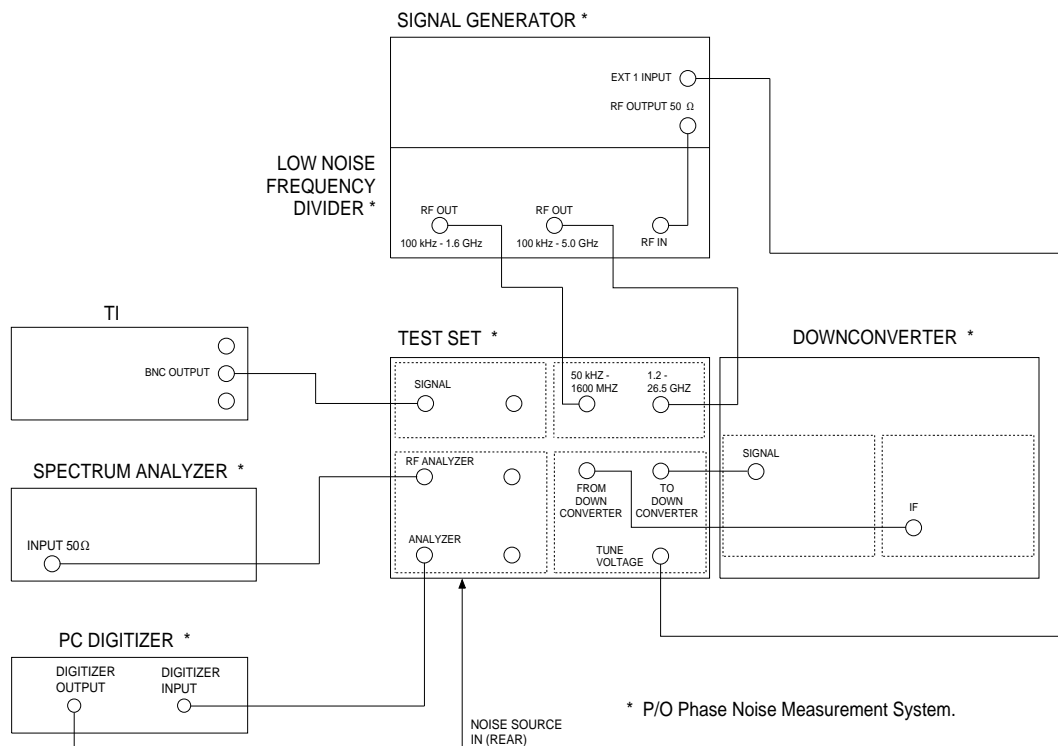 SIGNAL GENERATOR *
EXT 1 INPUT
RF OUTPUT 50 Ω
LOW NOISE
FREQUENCY
DIVIDER *
RF OUT
100 kHz - 1.6 GHz
RF OUT
100 kHz - 5.0 GHz
RF IN
TI
BNC OUTPUT
TEST SET *
SIGNAL
50 kHZ -
1600 MHZ
1.2 -
26.5 GHZ
DOWNCONVERTER *
SIGNAL
IF
SPECTRUM ANALYZER *
INPUT 50Ω
RF ANALYZER
FROM
DOWN
CONVERTER
TO
DOWN
CONVERTER
ANALYZER
TUNE
VOLTAGE
PC DIGITIZER *
DIGITIZER
OUTPUT
DIGITIZER
INPUT
NOISE SOURCE
IN (REAR)
* P/O Phase Noise Measurement System.